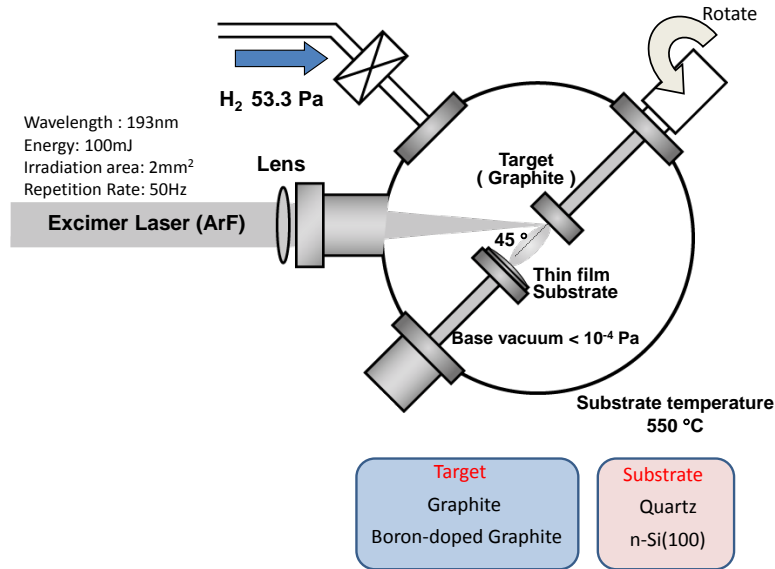 Rotate
H₂ 53.3 Pa
Wavelength : 193nm
Energy: 100mJ
Irradiation area: 2mm²
Repetition Rate: 50Hz
Lens
Target
( Graphite )
Excimer Laser (ArF)
45 °
Thin film
Substrate
Base vacuum < 10⁻⁴ Pa
Substrate temperature
550 °C
Target
Graphite
Boron-doped Graphite
Substrate
Quartz
n-Si(100)